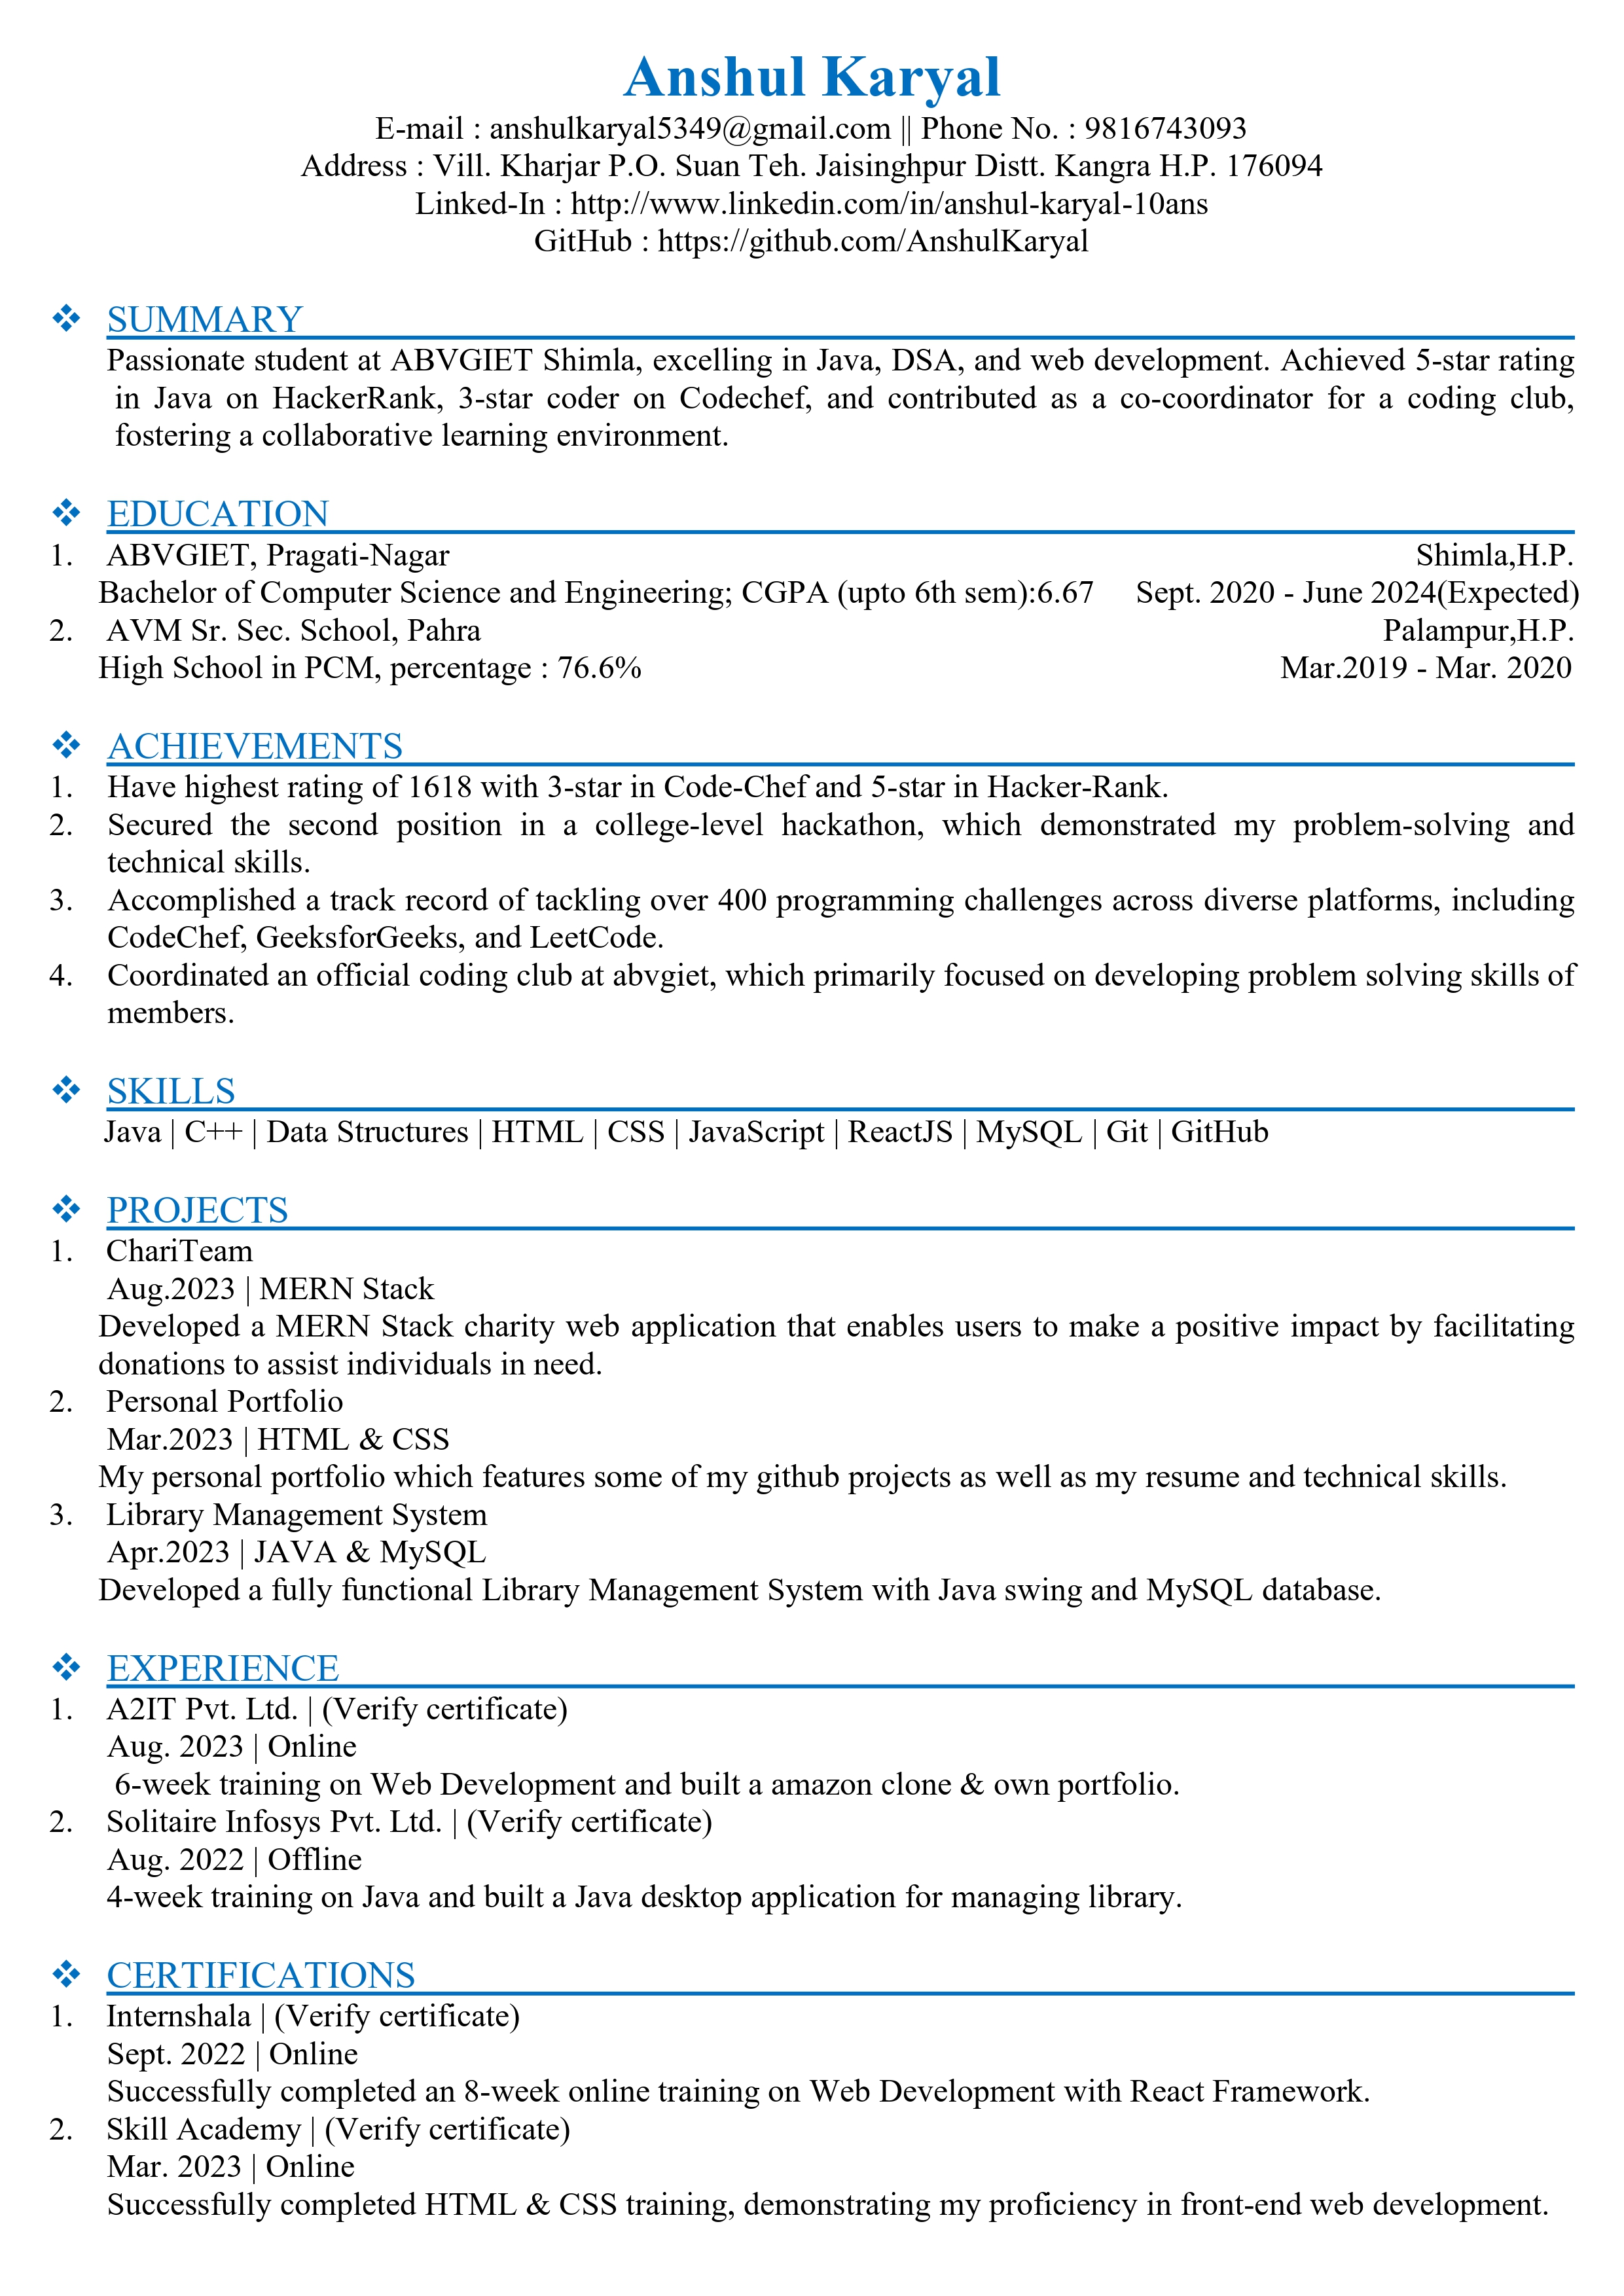 Anshul Karyal
E-mail : anshulkaryal5349@gmail.com || Phone No. : 9816743093
Address : Vill. Kharjar P.O. Suan Teh. Jaisinghpur Distt. Kangra H.P. 176094
Linked-In : http://www.linkedin.com/in/anshul-karyal-10ans
GitHub : https://github.com/AnshulKaryal
❖ SUMMARY
Passionate student at ABVGIET Shimla, excelling in Java, DSA, and web development. Achieved 5-star rating
in Java on HackerRank, 3-star coder on Codechef, and contributed as a co-coordinator for a coding club,
fostering a collaborative learning environment.
❖ EDUCATION
1. ABVGIET, Pragati-Nagar Shimla,H.P.
Bachelor of Computer Science and Engineering; CGPA (upto 6th sem):6.67 Sept. 2020 - June 2024(Expected)
2. AVM Sr. Sec. School, Pahra Palampur,H.P.
High School in PCM, percentage : 76.6% Mar.2019 - Mar. 2020
❖ ACHIEVEMENTS
1. Have highest rating of 1618 with 3-star in Code-Chef and 5-star in Hacker-Rank.
2. Secured the second position in a college-level hackathon, which demonstrated my problem-solving and
technical skills.
3. Accomplished a track record of tackling over 400 programming challenges across diverse platforms, including
CodeChef, GeeksforGeeks, and LeetCode.
4. Coordinated an official coding club at abvgiet, which primarily focused on developing problem solving skills of
members.
❖ SKILLS
Java | C++ | Data Structures | HTML | CSS | JavaScript | ReactJS | MySQL | Git | GitHub
❖ PROJECTS
1. ChariTeam
Aug.2023 | MERN Stack
Developed a MERN Stack charity web application that enables users to make a positive impact by facilitating
donations to assist individuals in need.
2. Personal Portfolio
Mar.2023 | HTML & CSS
My personal portfolio which features some of my github projects as well as my resume and technical skills.
3. Library Management System
Apr.2023 | JAVA & MySQL
Developed a fully functional Library Management System with Java swing and MySQL database.
❖ EXPERIENCE
1. A2IT Pvt. Ltd. | (Verify certificate)
Aug. 2023 | Online
6-week training on Web Development and built a amazon clone & own portfolio.
2. Solitaire Infosys Pvt. Ltd. | (Verify certificate)
Aug. 2022 | Offline
4-week training on Java and built a Java desktop application for managing library.
❖ CERTIFICATIONS
1. Internshala | (Verify certificate)
Sept. 2022 | Online
Successfully completed an 8-week online training on Web Development with React Framework.
2. Skill Academy | (Verify certificate)
Mar. 2023 | Online
Successfully completed HTML & CSS training, demonstrating my proficiency in front-end web development.